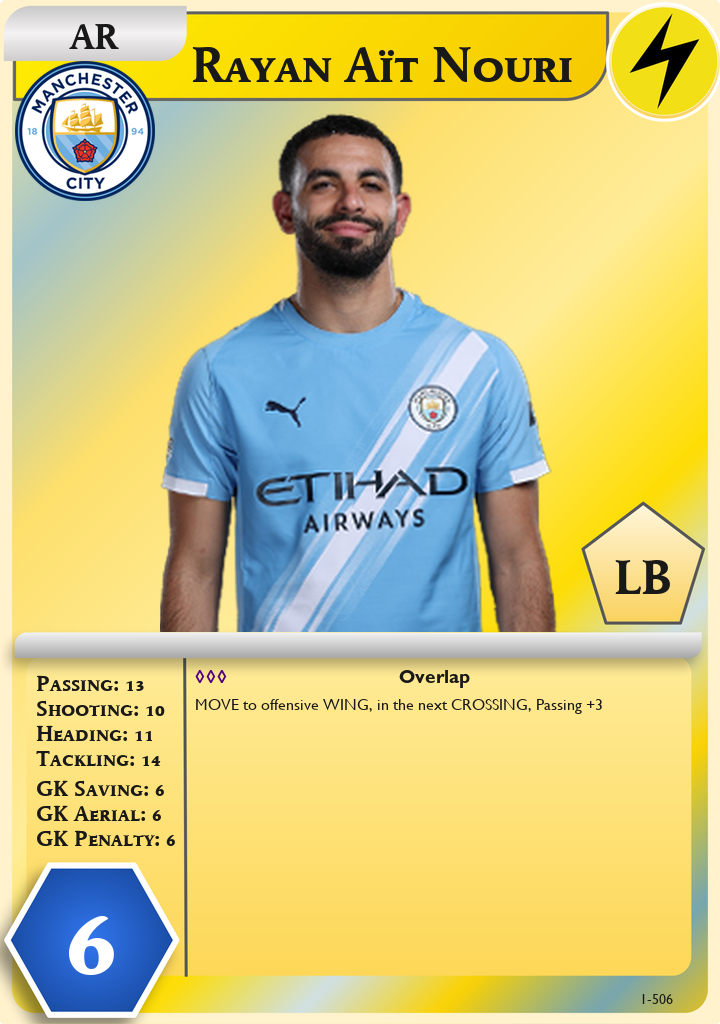 AR
Rayan Aït Nouri
MANCHESTER
18 94
CITY
ETIHAD
AIRWAYS
LB
Passing: 13
Shooting: 10
Heading: 11
Tackling: 14
GK Saving: 6
GK Aerial: 6
GK Penalty: 6
6
Overlap
MOVE to offensive WING, in the next CROSSING, Passing +3
1-506